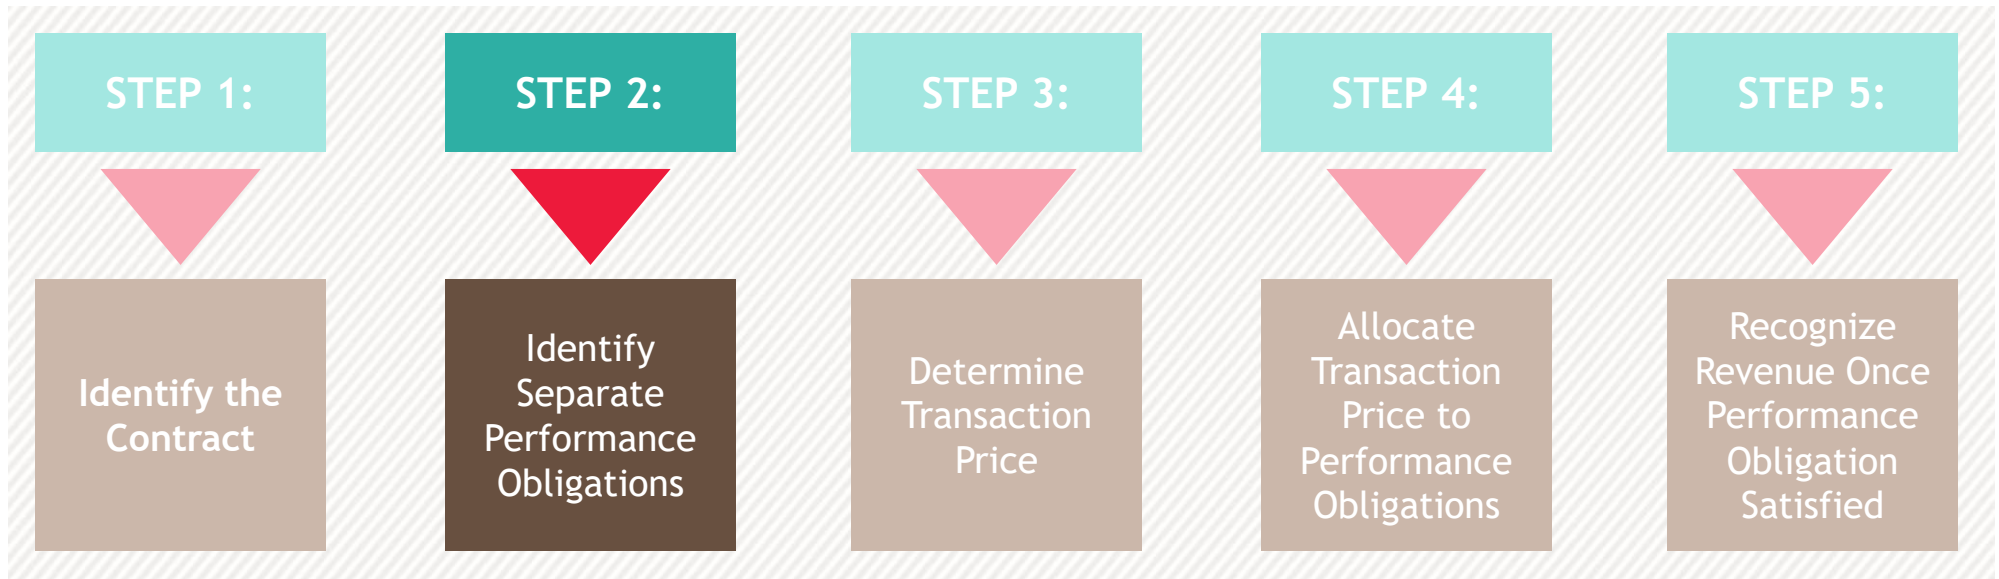 STEP 1:
Identify the
Contract
STEP 2:
Identify
Separate
Performance
Obligations
STEP 3:
Determine
Transaction
Price
STEP 4:
Allocate
Transaction
Price to
Performance
Obligations
STEP 5:
Recognize
Revenue Once
Performance
Obligation
Satisfied